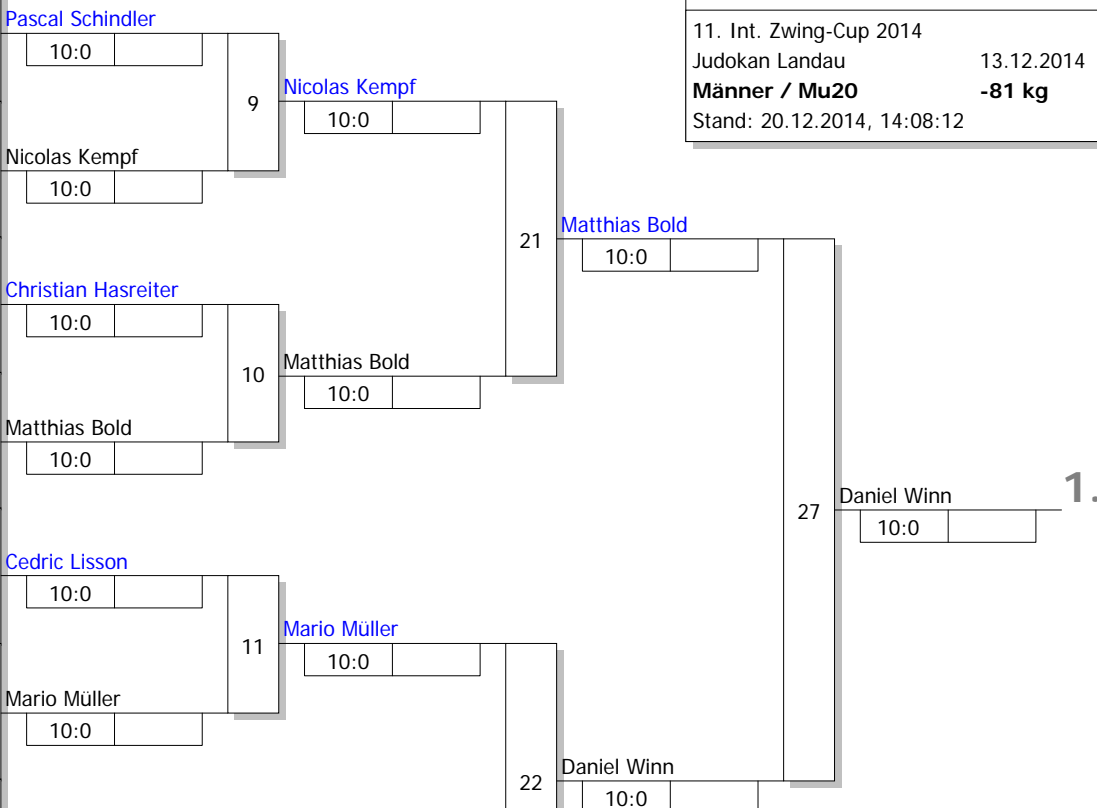 Pascal Schindler
10:0
9
Nicolas Kempf
10:0
Nicolas Kempf
10:0
11. Int. Zwing-Cup 2014
Judokan Landau 13.12.2014
Männer / Mu20 -81 kg
Stand: 20.12.2014, 14:08:12
21
Matthias Bold
10:0
Christian Hasreiter
10:0
10
Matthias Bold
10:0
Matthias Bold
10:0
27
Daniel Winn
10:0
1.
Cedric Lisson
10:0
11
Mario Müller
10:0
Mario Müller
10:0
22
Daniel Winn
10:0